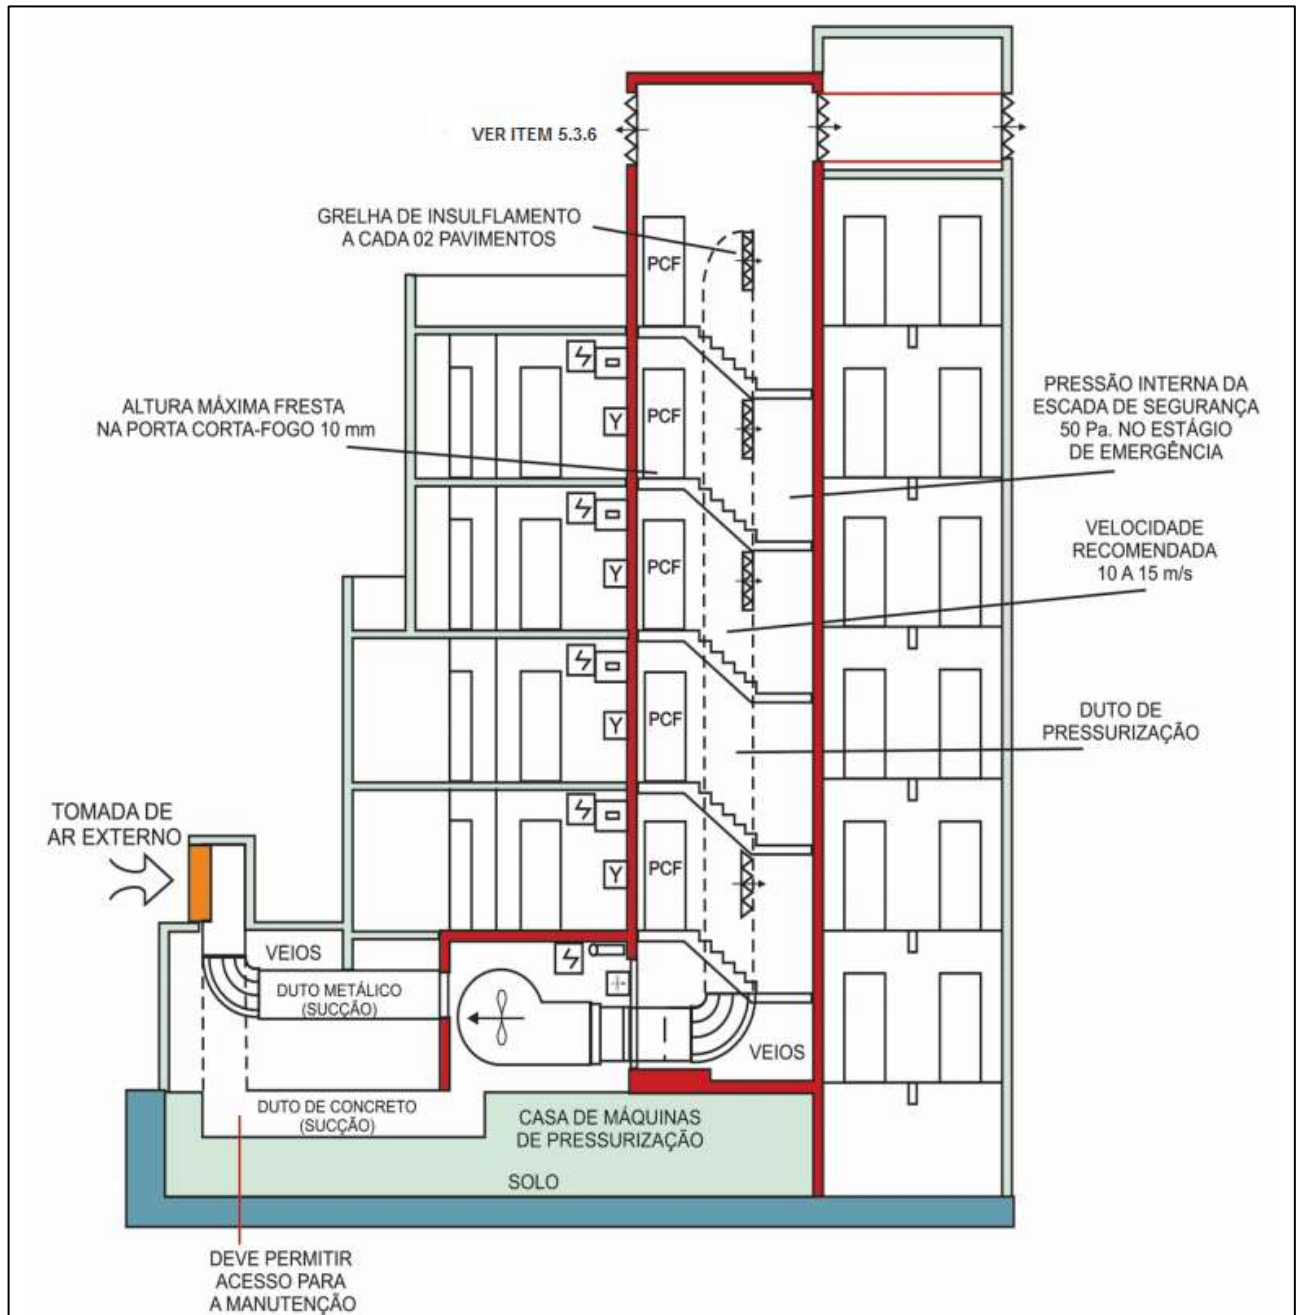 VER ITEM 5.3.6
GRELHA DE INSULFLAMENTO
A CADA 02 PAVIMENTOS
PCF
ALTURA MÁXIMA FRESTA
NA PORTA CORTA-FOGO 10 mm
PCF
Y
PRESSÃO INTERNA DA
ESCADA DE SEGURANÇA
50 Pa. NO ESTÁGIO
DE EMERGÊNCIA
VELOCIDADE
RECOMENDADA
10 A 15 m/s
Y
PCF
DUTO DE
PRESSURIZAÇÃO
Y
PCF
TOMADA DE
AR EXTERNO
Y
PCF
VEIOS
DUTO METÁLICO
(SUCÇÃO)
VEIOS
DUTO DE CONCRETO
(SUCÇÃO)
CASA DE MÁQUINAS
DE PRESSURIZAÇÃO
SOLO
DEVE PERMITIR
ACESSO PARA
A MANUTENÇÃO